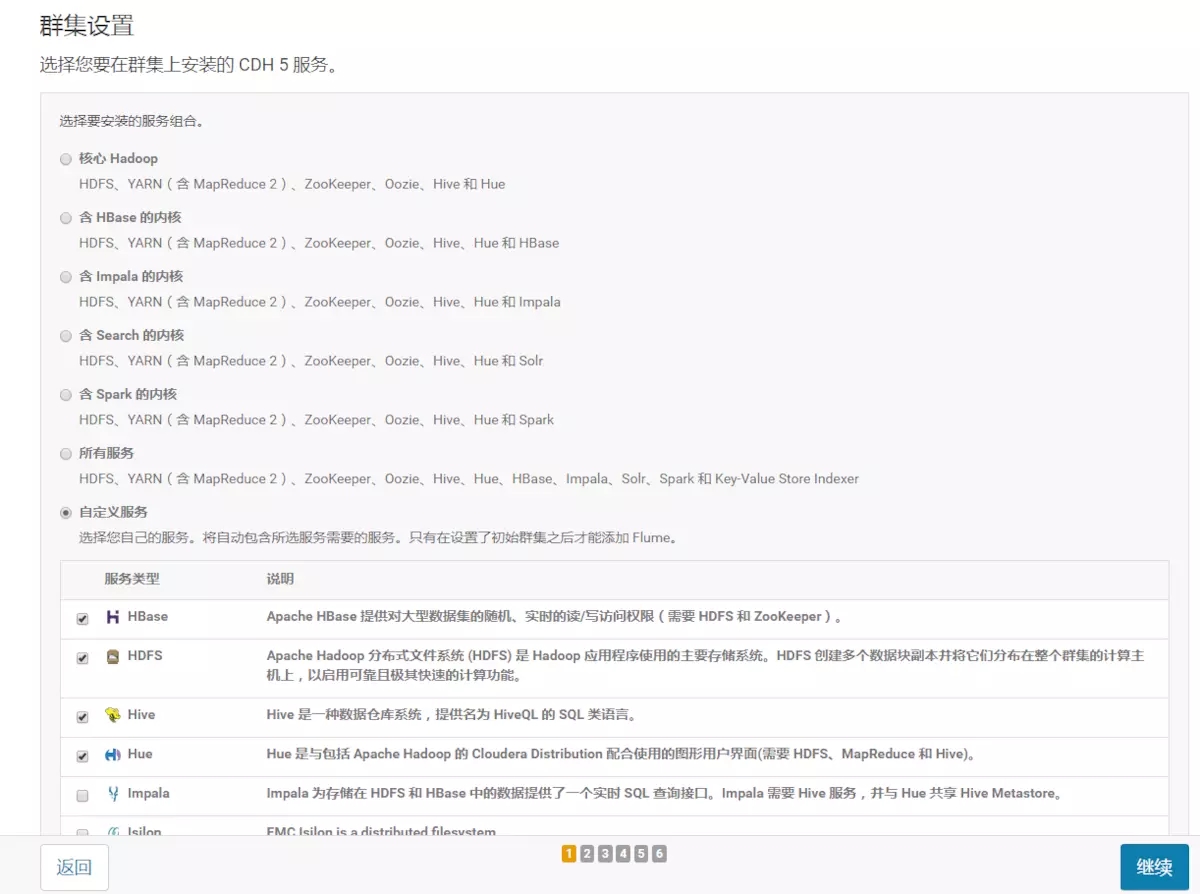 群集设置
选择您要在群集上安装的 CDH 5 服务。
选择要安装的服务组合。
核心 Hadoop
HDFS、YARN（含 MapReduce 2）、ZooKeeper、Oozie、Hive 和 Hue
含 HBase 的内核
HDFS、YARN（含 MapReduce 2）、ZooKeeper、Oozie、Hive、Hue 和 HBase
含 Impala 的内核
HDFS、YARN（含 MapReduce 2）、ZooKeeper、Oozie、Hive、Hue 和 Impala
含 Search 的内核
HDFS、YARN（含 MapReduce 2）、ZooKeeper、Oozie、Hive、Hue 和 Solr
含 Spark 的内核
HDFS、YARN（含 MapReduce 2）、ZooKeeper、Oozie、Hive、Hue 和 Spark
所有服务
HDFS、YARN（含 MapReduce 2）、ZooKeeper、Oozie、Hive、Hue、HBase、Impala、Solr、Spark 和 Key-Value Store Indexer
自定义服务
选择您自己的服务。将自动包含所选服务需要的服务。只有在设置了初始群集之后才能添加 Flume。
服务类型 说明
HBase Apache HBase 提供对大型数据集的随机、实时的读/写访问权限（需要 HDFS 和 ZooKeeper）。
HDFS Apache Hadoop 分布式文件系统 (HDFS) 是 Hadoop 应用程序使用的主要存储系统。HDFS 创建多个数据块副本并将它们分布在整个群集的计算主
机上，以启用可靠且极其快速的计算功能。
Hive Hive 是一种数据仓库系统，提供名为 HiveQL 的 SQL 类语言。
Hue Hue 是与包括 Apache Hadoop 的 Cloudera Distribution 配合使用的图形用户界面(需要 HDFS、MapReduce 和 Hive)。
Impala Impala 为存储在 HDFS 和 HBase 中的数据提供了一个实时 SQL 查询接口。Impala 需要 Hive 服务，并与 Hue 共享 Hive Metastore。
Isilon EMC Isilon is a distributed filesystem.
返回 1 2 3 4 5 6 继续